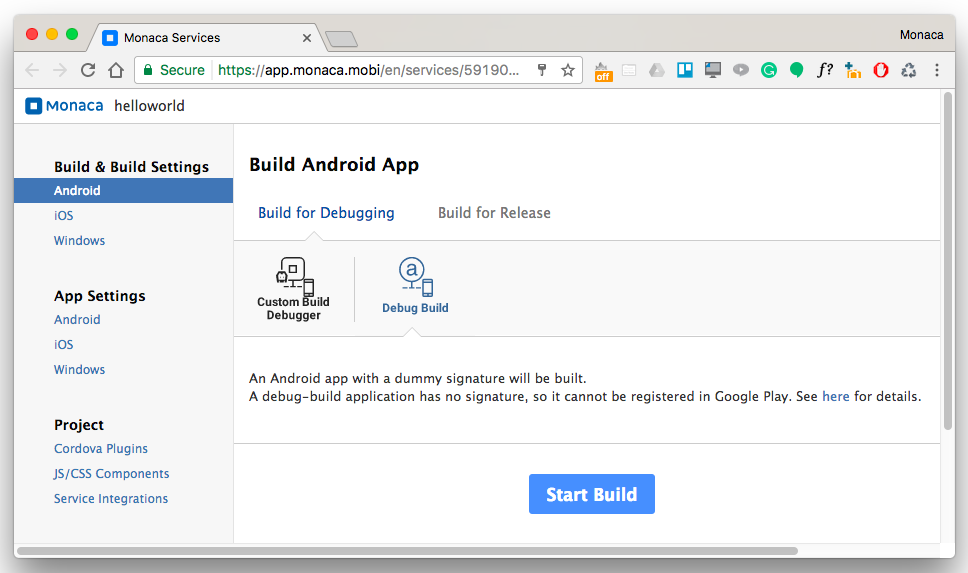 Monaca Services
Monaca
Secure
https://app.monaca.mobi/en/services/59190...
off
f?
Monaca helloworld
Build & Build Settings
Android
iOS
Windows
App Settings
Android
iOS
Windows
Project
Cordova Plugins
JS/CSS Components
Service Integrations
Build Android App
Build for Debugging
Build for Release
Custom Build
Debugger
a
Debug Build
An Android app with a dummy signature will be built.
A debug-build application has no signature, so it cannot be registered in Google Play. See here for details.
Start Build